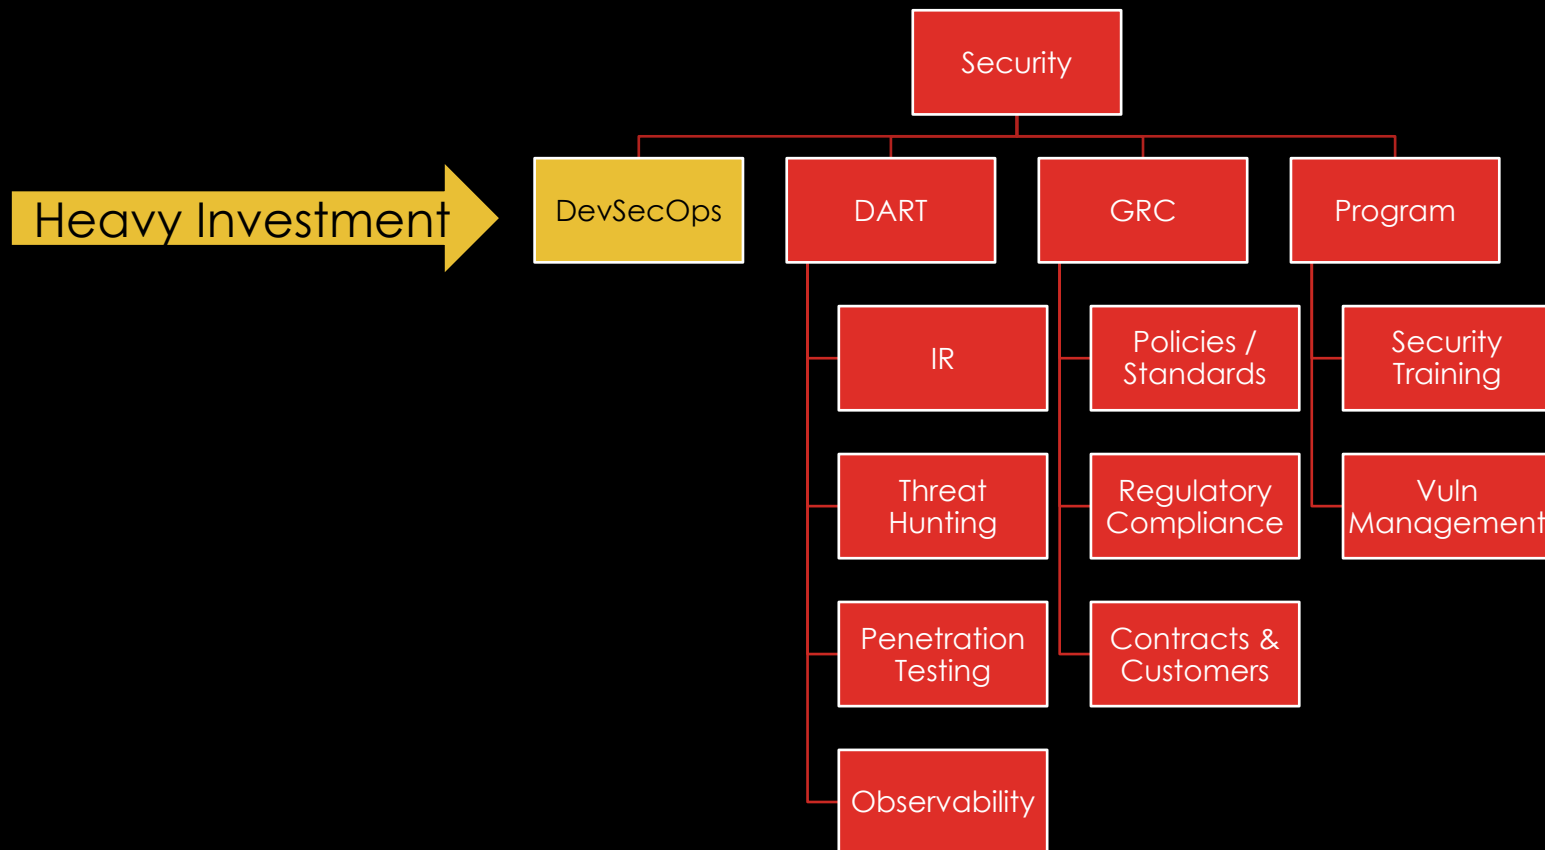 Security
Heavy Investment
DevSecOps
DART
GRC
Program
IR
Threat
Hunting
Penetration
Testing
Observability
Policies /
Standards
Regulatory
Compliance
Contracts &
Customers
Security
Training
Vuln
Management